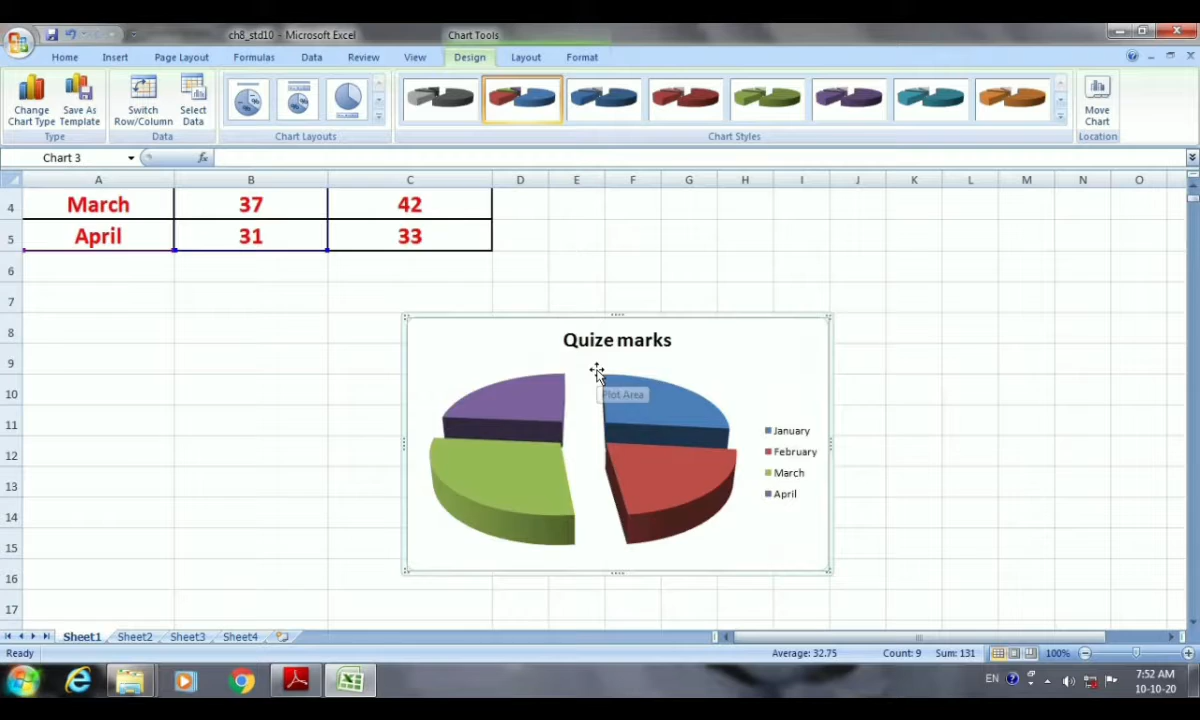 ch8_std10 - Microsoft Excel
Chart Tools
Home Insert Page Layout Formulas Data Review View Design Layout Format
Change Chart Type
Save As Template
Switch Row/Column
Select Data
Type
Data
Chart Layouts
Chart Styles
Move Chart
Location
Chart 3
fx
A B C D E F G H I J K L M N O
4 March 37 42
5 April 31 33
6
7
8
9
10
11
12
13
14
15
16
17
Quize marks
Plot Area
January
February
March
April
Sheet1 Sheet2 Sheet3 Sheet4
Ready
Average: 32.75 Count: 9 Sum: 131
100%
EN
7:52 AM
10-10-20